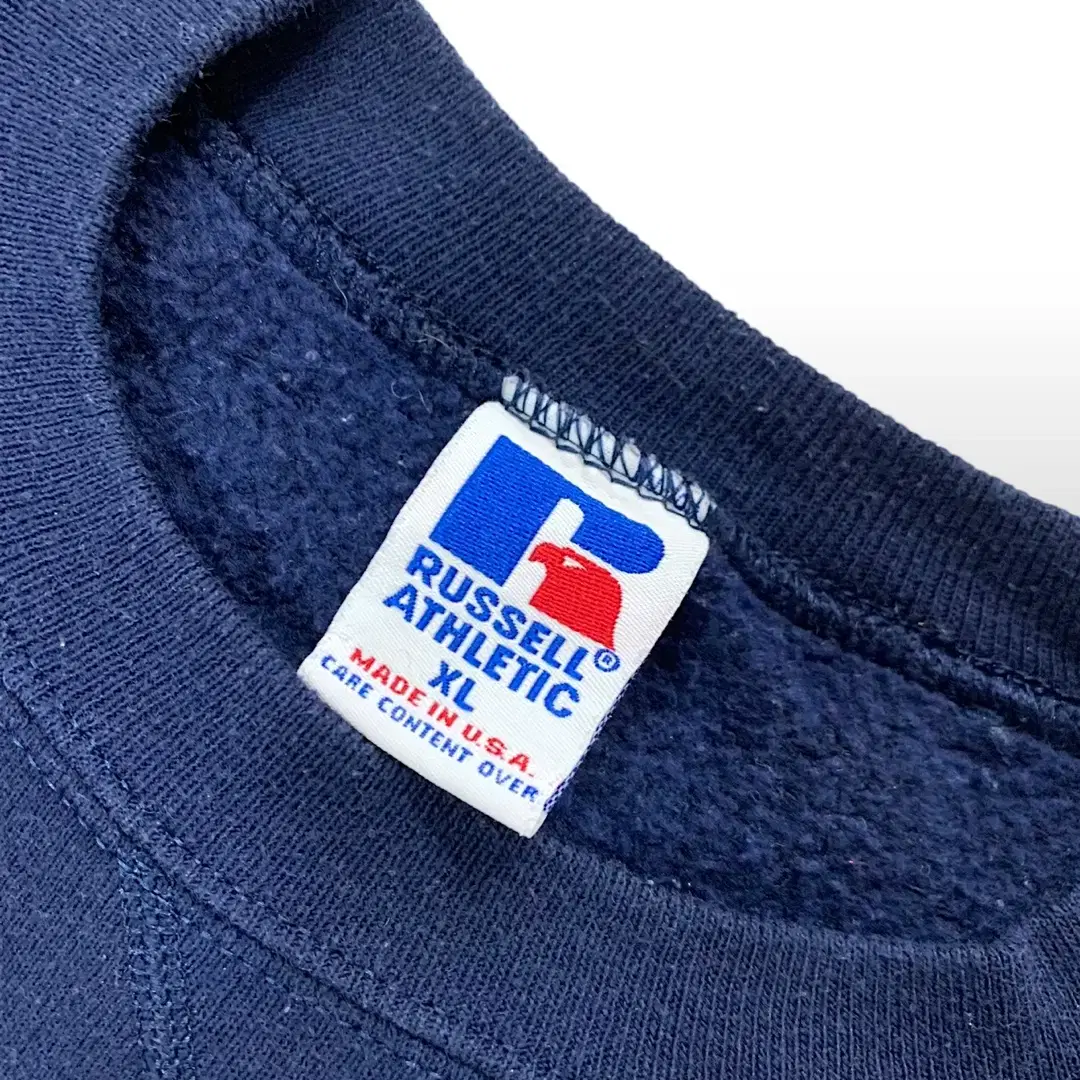 RUSSELL®
ATHLETIC
XL
MADE IN U.S.A.
CARE CONTENT OVER